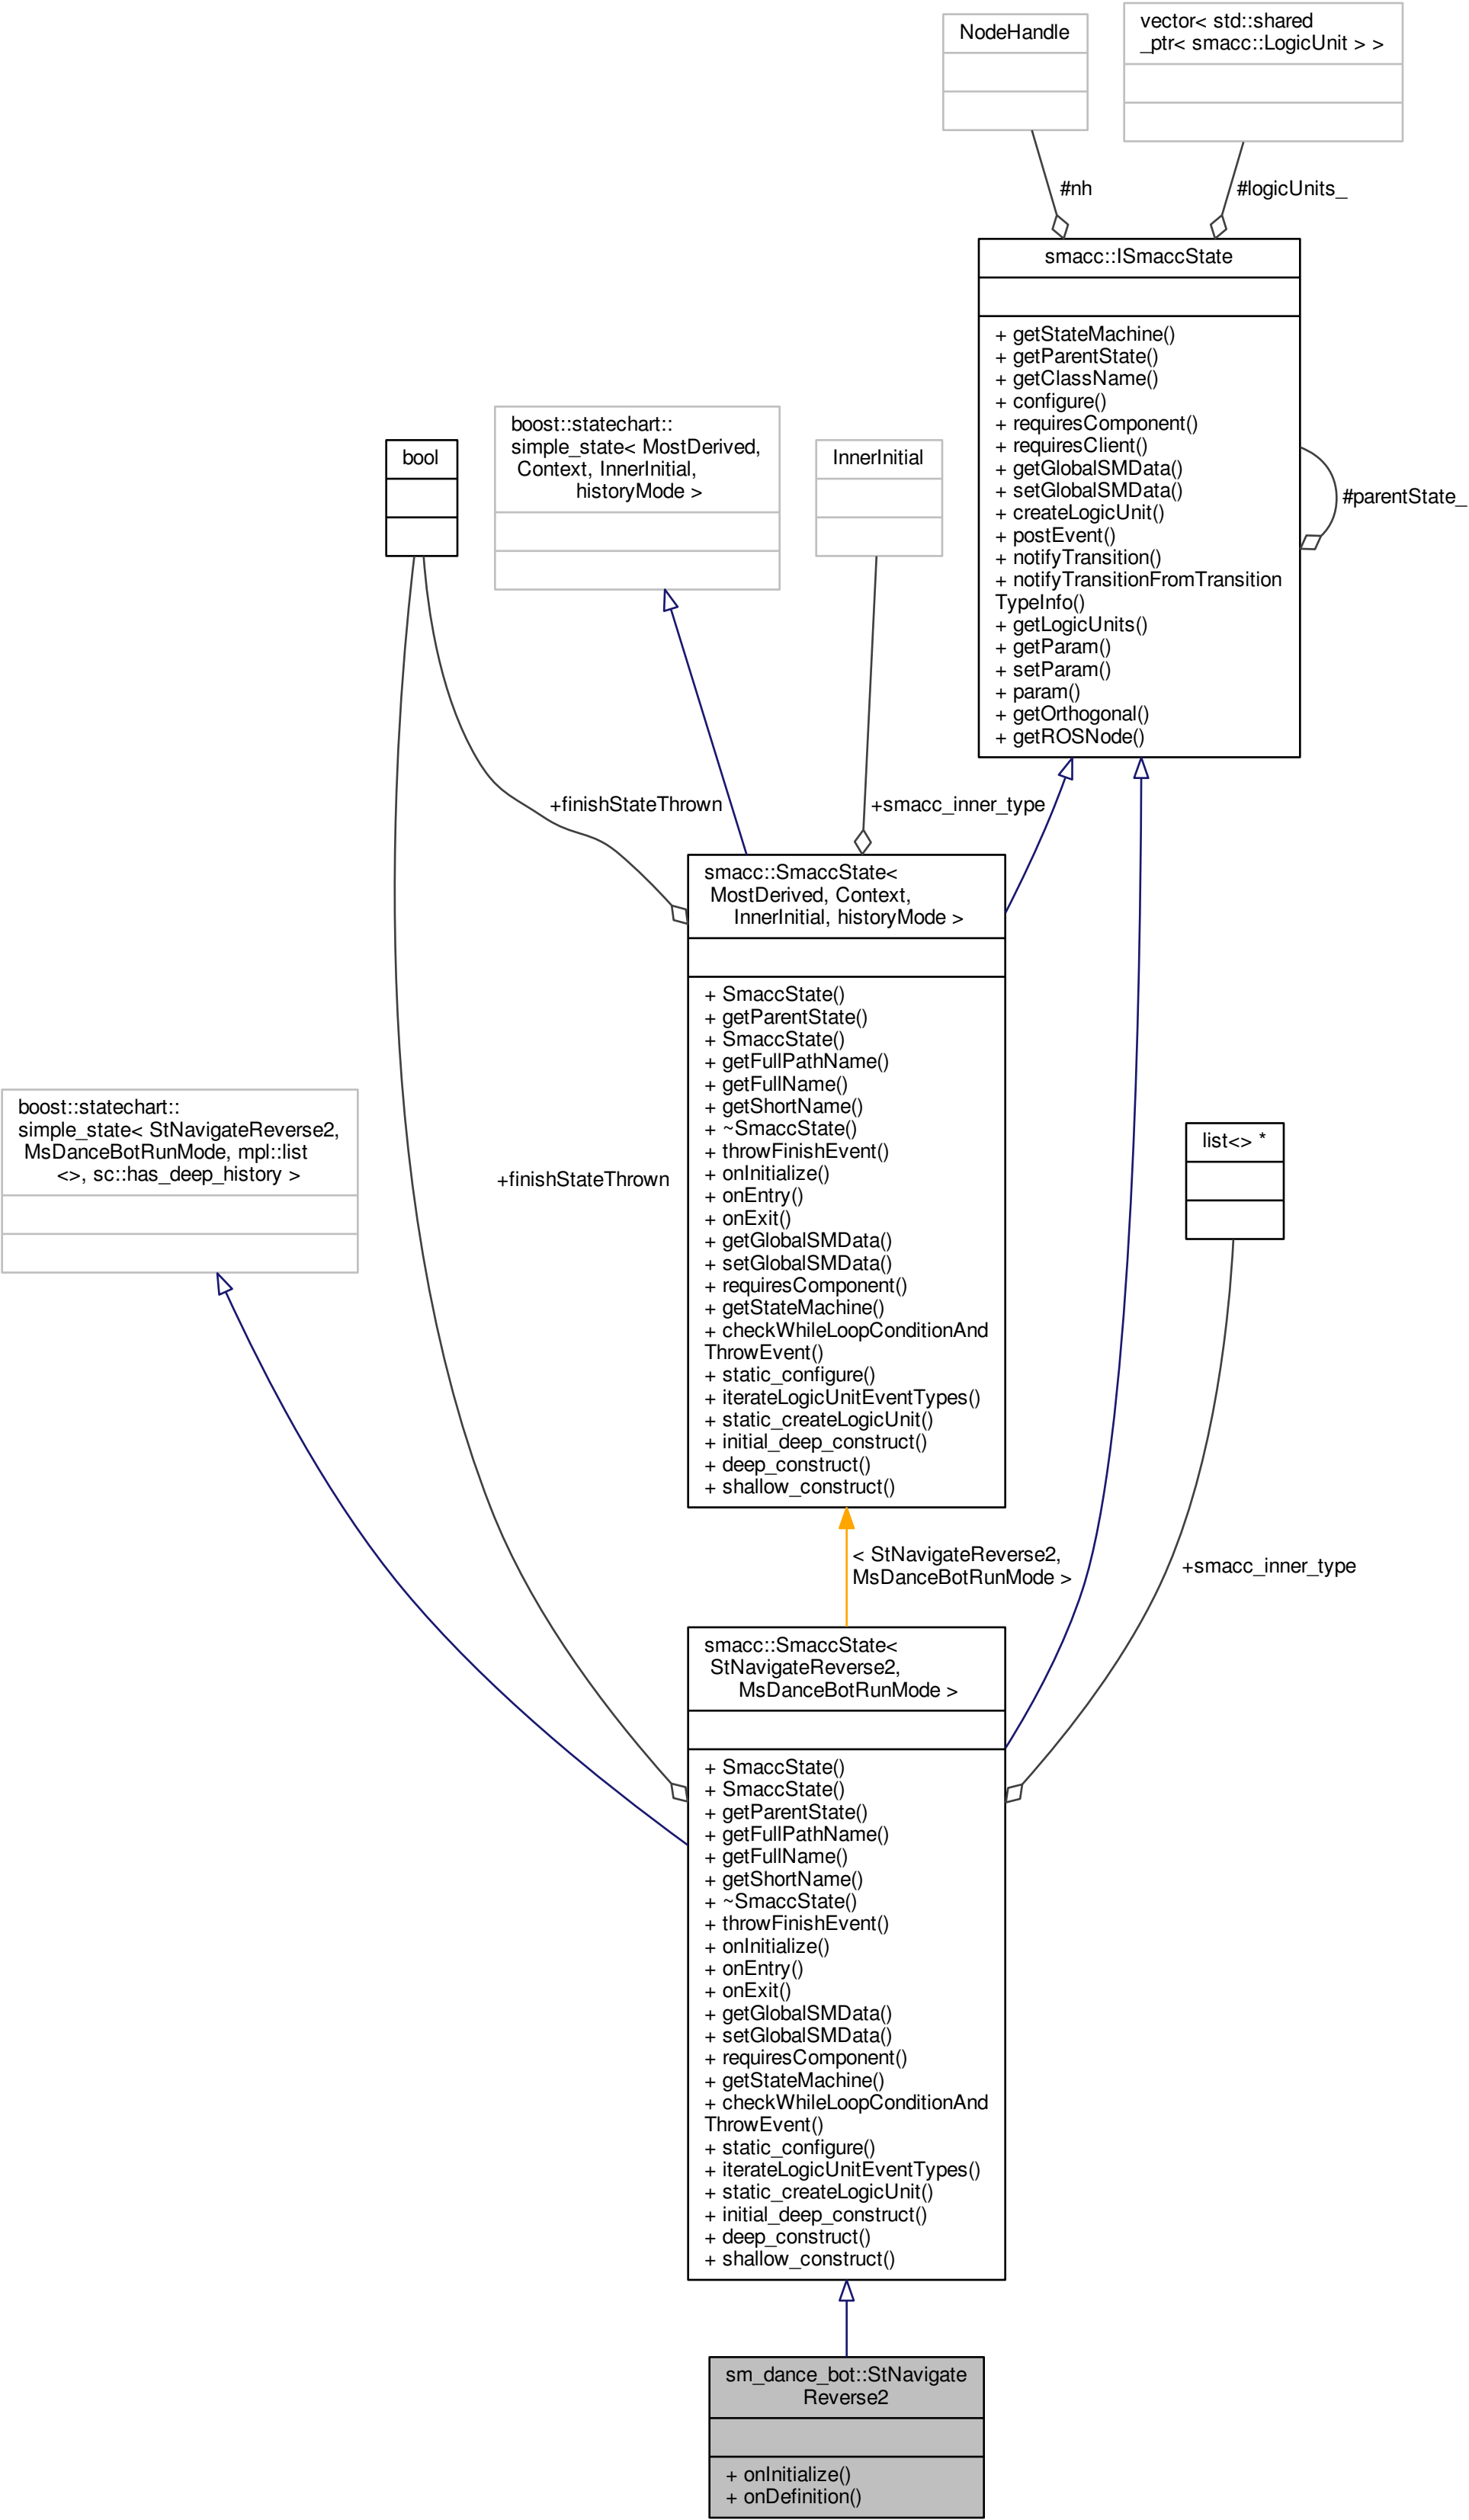 NodeHandle
vector< std::shared
_ptr< smacc::LogicUnit > >
#nh
#logicUnits_
smacc::ISmaccState
+ getStateMachine()
+ getParentState()
+ getClassName()
+ configure()
+ requiresComponent()
+ requiresClient()
+ getGlobalSMData()
+ setGlobalSMData()
+ createLogicUnit()
+ postEvent()
+ notifyTransition()
+ notifyTransitionFromTransition
TypeInfo()
+ getLogicUnits()
+ getParam()
+ setParam()
+ param()
+ getOrthogonal()
+ getROSNode()
#parentState_
bool
boost::statechart::
simple_state< MostDerived,
Context, InnerInitial,
historyMode >
InnerInitial
+finishStateThrown
+smacc_inner_type
smacc::SmaccState<
MostDerived, Context,
InnerInitial, historyMode >
+ SmaccState()
+ getParentState()
+ SmaccState()
+ getFullPathName()
+ getFullName()
+ getShortName()
+ ~SmaccState()
+ throwFinishEvent()
+ onInitialize()
+ onEntry()
+ onExit()
+ getGlobalSMData()
+ setGlobalSMData()
+ requiresComponent()
+ getStateMachine()
+ checkWhileLoopConditionAnd
ThrowEvent()
+ static_configure()
+ iterateLogicUnitEventTypes()
+ static_createLogicUnit()
+ initial_deep_construct()
+ deep_construct()
+ shallow_construct()
boost::statechart::
simple_state< StNavigateReverse2,
MsDanceBotRunMode, mpl::list
<>, sc::has_deep_history >
+finishStateThrown
list<> *
< StNavigateReverse2,
MsDanceBotRunMode >
+smacc_inner_type
smacc::SmaccState<
StNavigateReverse2,
MsDanceBotRunMode >
+ SmaccState()
+ SmaccState()
+ getParentState()
+ getFullPathName()
+ getFullName()
+ getShortName()
+ ~SmaccState()
+ throwFinishEvent()
+ onInitialize()
+ onEntry()
+ onExit()
+ getGlobalSMData()
+ setGlobalSMData()
+ requiresComponent()
+ getStateMachine()
+ checkWhileLoopConditionAnd
ThrowEvent()
+ static_configure()
+ iterateLogicUnitEventTypes()
+ static_createLogicUnit()
+ initial_deep_construct()
+ deep_construct()
+ shallow_construct()
sm_dance_bot::StNavigate
Reverse2
+ onInitialize()
+ onDefinition()